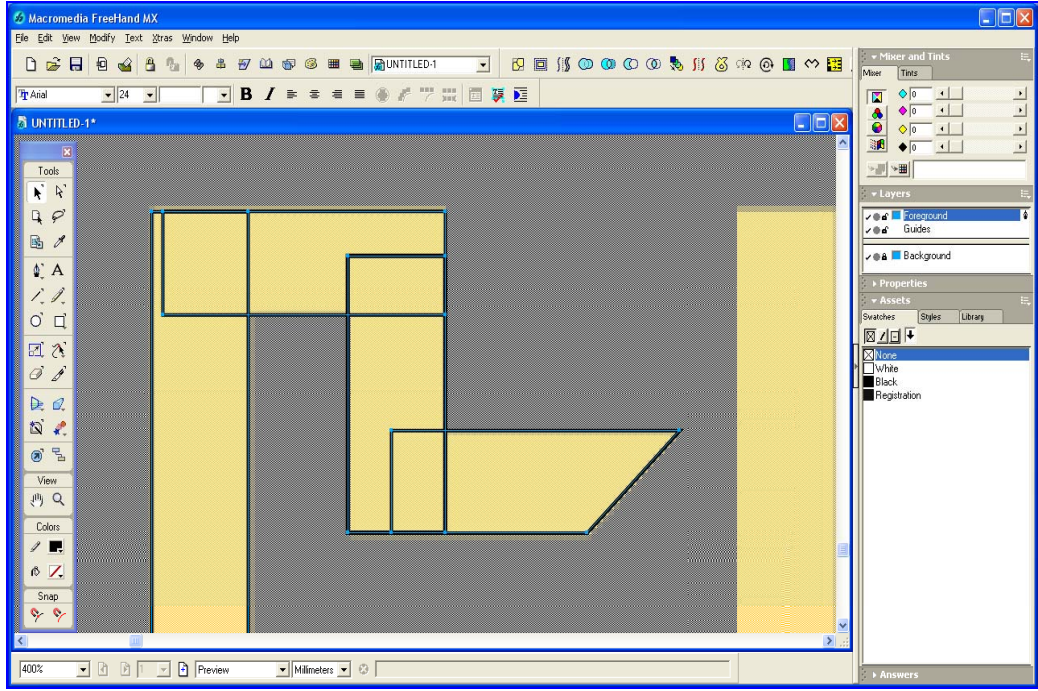 Macromedia FreeHand MX
File Edit View Modify Text Xtras Window Help
UNTITLED-1
Arial 24
B I
UNTITLED-1*
Tools
A
View
Colors
Snap
400% 1 Preview Millimeters
Mixer and Tints
Mixer Tints
0
0
0
0
Layers
Foreground
Guides
Background
Properties
Assets
Swatches Styles Library
None
White
Black
Registration
Answers